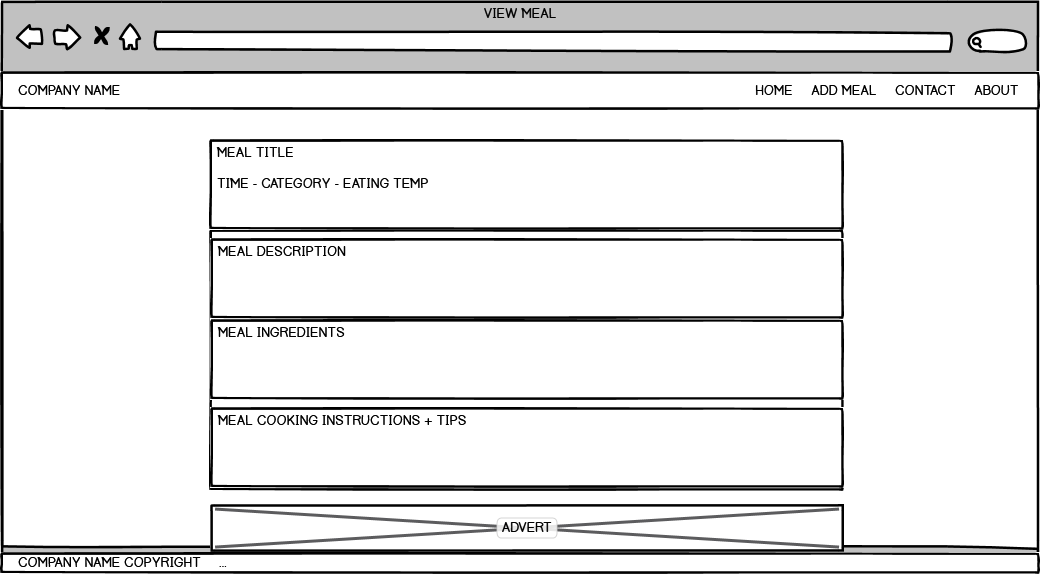 VIEW MEAL
COMPANY NAME HOME ADD MEAL CONTACT ABOUT
MEAL TITLE
TIME - CATEGORY - EATING TEMP
MEAL DESCRIPTION
MEAL INGREDIENTS
MEAL COOKING INSTRUCTIONS + TIPS
ADVERT
COMPANY NAME COPYRIGHT ...